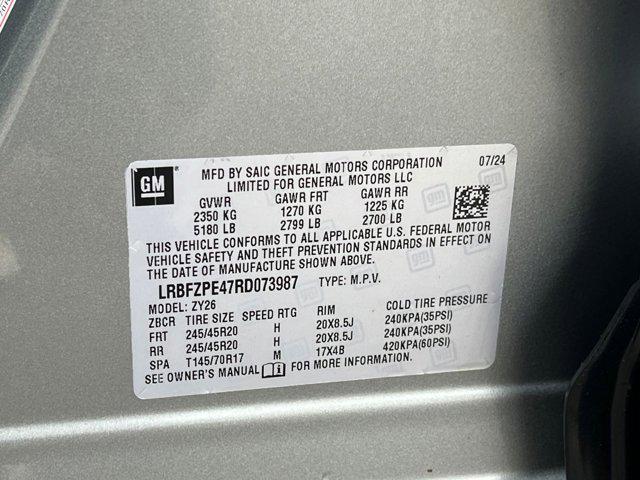 GM
MFD BY SAIC GENERAL MOTORS CORPORATION 07/24
LIMITED FOR GENERAL MOTORS LLC
GVWR GAWR FRT GAWR RR
2350 KG 1270 KG 1225 KG
5180 LB 2799 LB 2700 LB
THIS VEHICLE CONFORMS TO ALL APPLICABLE U.S. FEDERAL MOTOR
VEHICLE SAFETY AND THEFT PREVENTION STANDARDS IN EFFECT ON
THE DATE OF MANUFACTURE SHOWN ABOVE.
LRBFZPE47RD073987 TYPE: M.P.V.
MODEL: ZY26
ZBCR TIRE SIZE SPEED RTG RIM COLD TIRE PRESSURE
FRT 245/45R20 H 20X8.5J 240KPA(35PSI)
RR 245/45R20 H 20X8.5J 240KPA(35PSI)
SPA T145/70R17 M 17X4B 420KPA(60PSI)
SEE OWNER'S MANUAL FOR MORE INFORMATION.